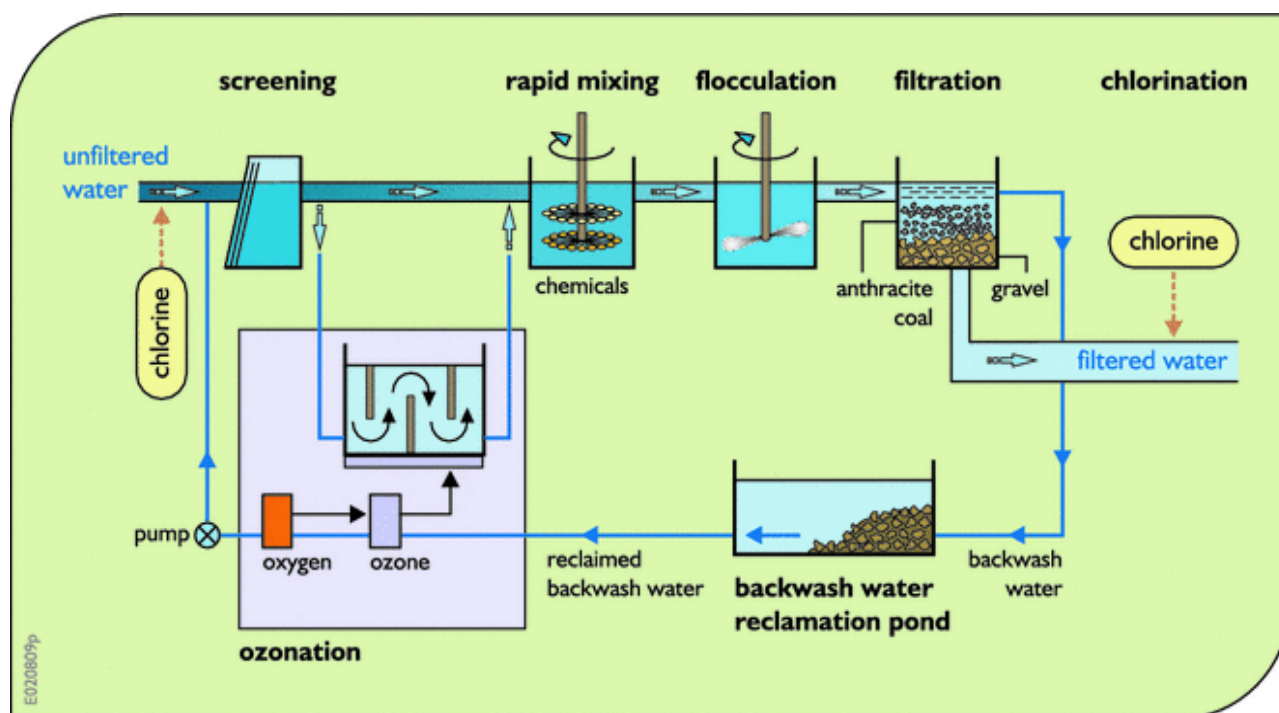 screening
rapid mixing
flocculation
filtration
chlorination
unfiltered
water
chlorine
chemicals
anthracite
coal
gravel
chlorine
filtered water
pump
oxygen
ozone
reclaimed
backwash water
backwash
water
backwash water
reclamation pond
ozonation
E020809p